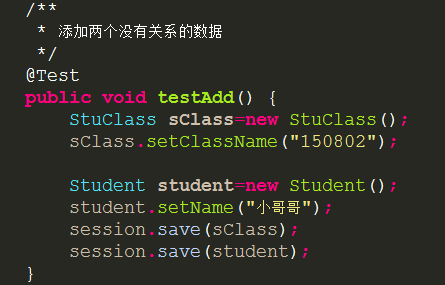 /**
 * 添加两个没有关系的数据
 */
@Test
public void testAdd() {
    StuClass sClass=new StuClass();
    sClass.setClassName("150802");

    Student student=new Student();
    student.setName("小哥哥");
    session.save(sClass);
    session.save(student);
}